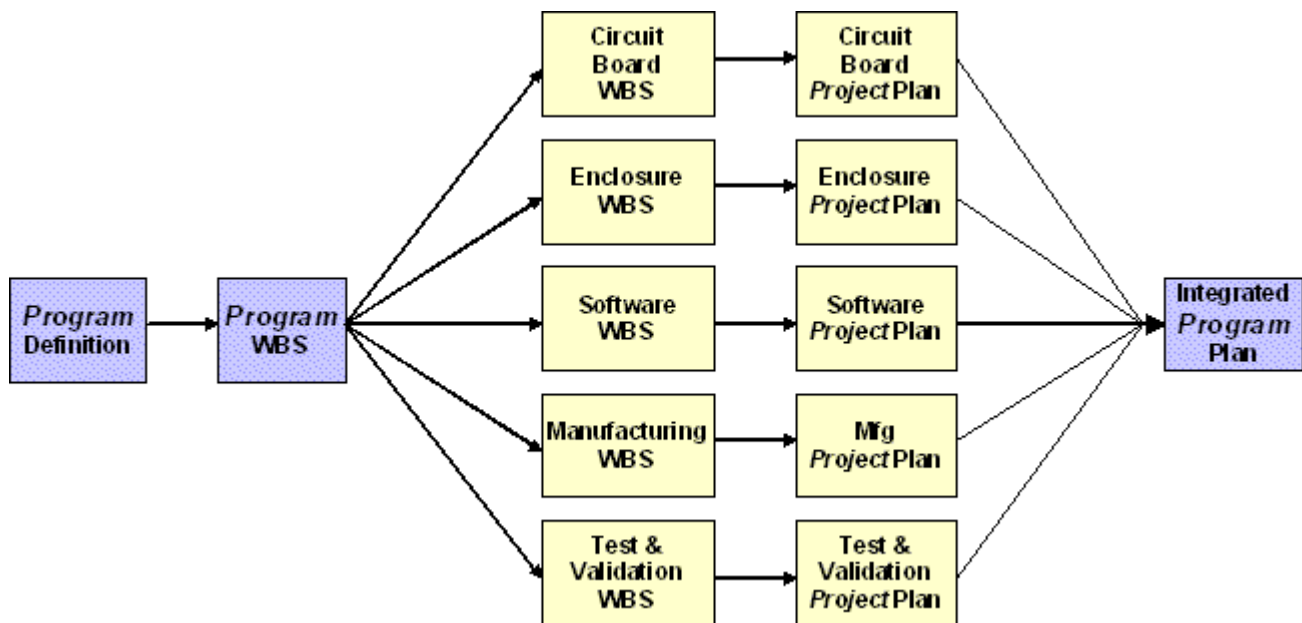 Program
Definition
Program
WBS
Circuit
Board
WBS
Circuit
Board
Project Plan
Enclosure
WBS
Enclosure
Project Plan
Software
WBS
Software
Project Plan
Manufacturing
WBS
Mfg
Project Plan
Test &
Validation
WBS
Test &
Validation
Project Plan
Integrated
Program
Plan